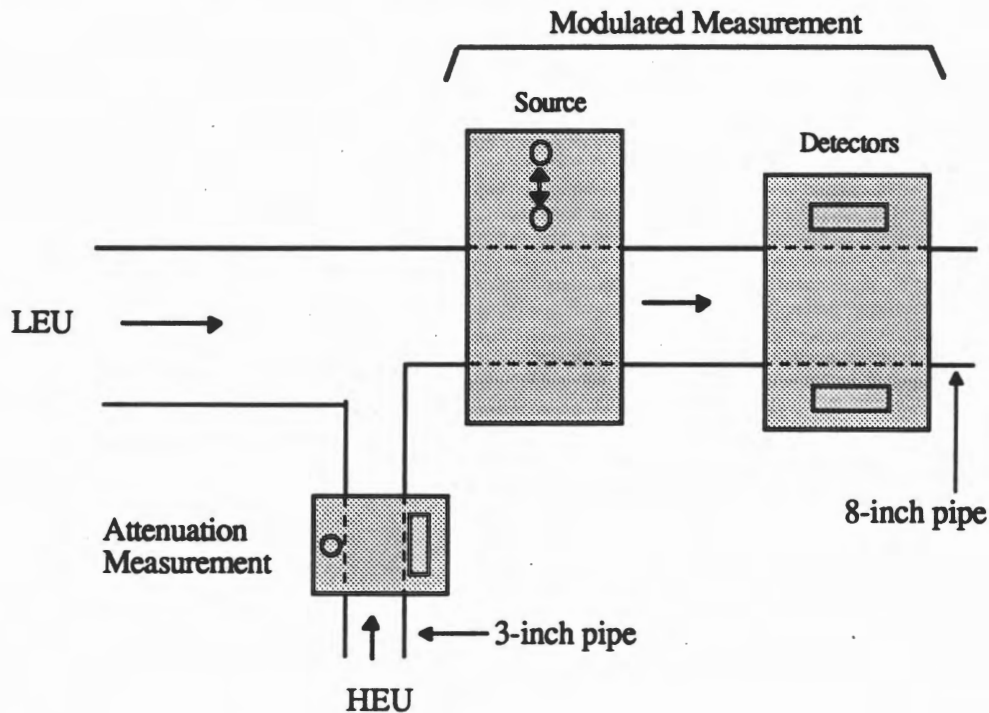 Modulated Measurement
Source
Detectors
LEU
8-inch pipe
Attenuation
Measurement
3-inch pipe
HEU